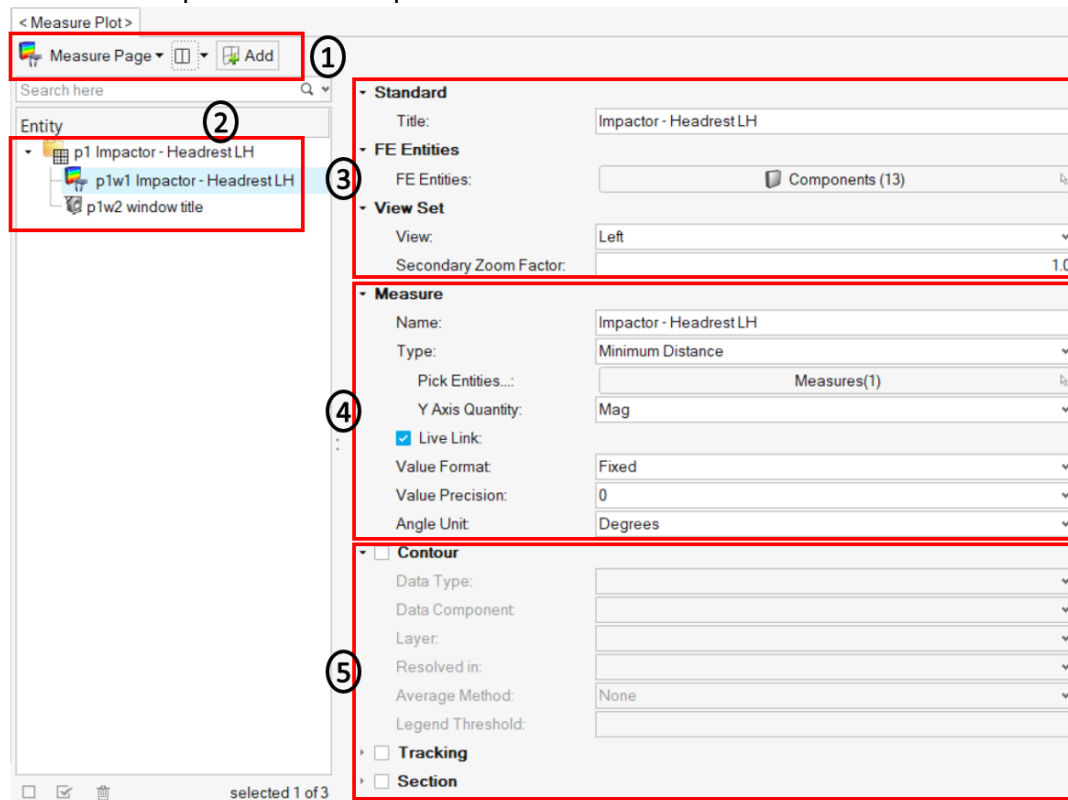 < Measure Plot >
Measure Page Add
1
Search here
Entity
2
p1 Impactor - Headrest LH
p1w1 Impactor - Headrest LH
p1w2 window title
selected 1 of 3
Standard
Title: Impactor - Headrest LH
FE Entities
3
FE Entities: Components (13)
View Set
View: Left
Secondary Zoom Factor: 1.0
Measure
Name: Impactor - Headrest LH
Type: Minimum Distance
Pick Entities...: Measures(1)
4
Y Axis Quantity: Mag
Live Link:
Value Format: Fixed
Value Precision: 0
Angle Unit: Degrees
Contour
Data Type:
Data Component:
Layer:
5
Resolved in:
Average Method: None
Legend Threshold:
Tracking
Section